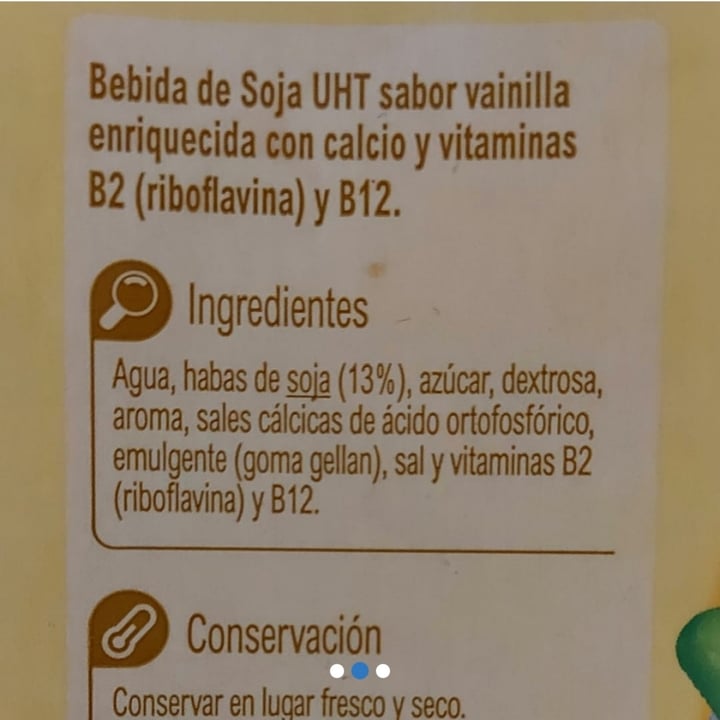 Bebida de Soja UHT sabor vainilla
enriquecida con calcio y vitaminas
B2 (riboflavina) y B12.
Ingredientes
Agua, habas de soja (13%), azúcar, dextrosa,
aroma, sales cálcicas de ácido ortofosfórico,
emulgente (goma gellan), sal y vitaminas B2
(riboflavina) y B12.
Conservación
Conservar en lugar fresco y seco.